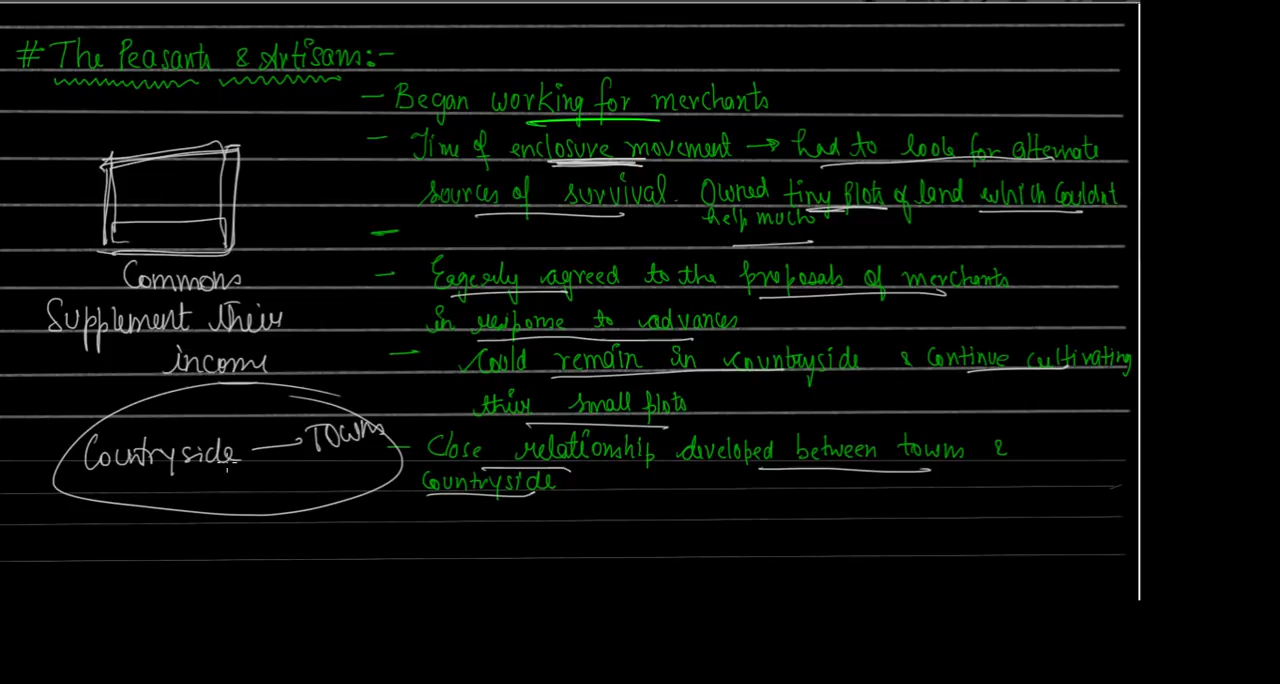 # The Peasants & Artisans:-
- Began working for merchants
- Time of enclosure movement → had to look for alternate
sources of survival. Owned tiny plots of land which couldnt
help much
-
- Eagerly agreed to the proposals of merchants
in response to advances
- Could remain in countryside & continue cultivating
their small plots
- Close relationship developed between towns &
countryside
Commons
Supplement their
income
Countryside → Towns